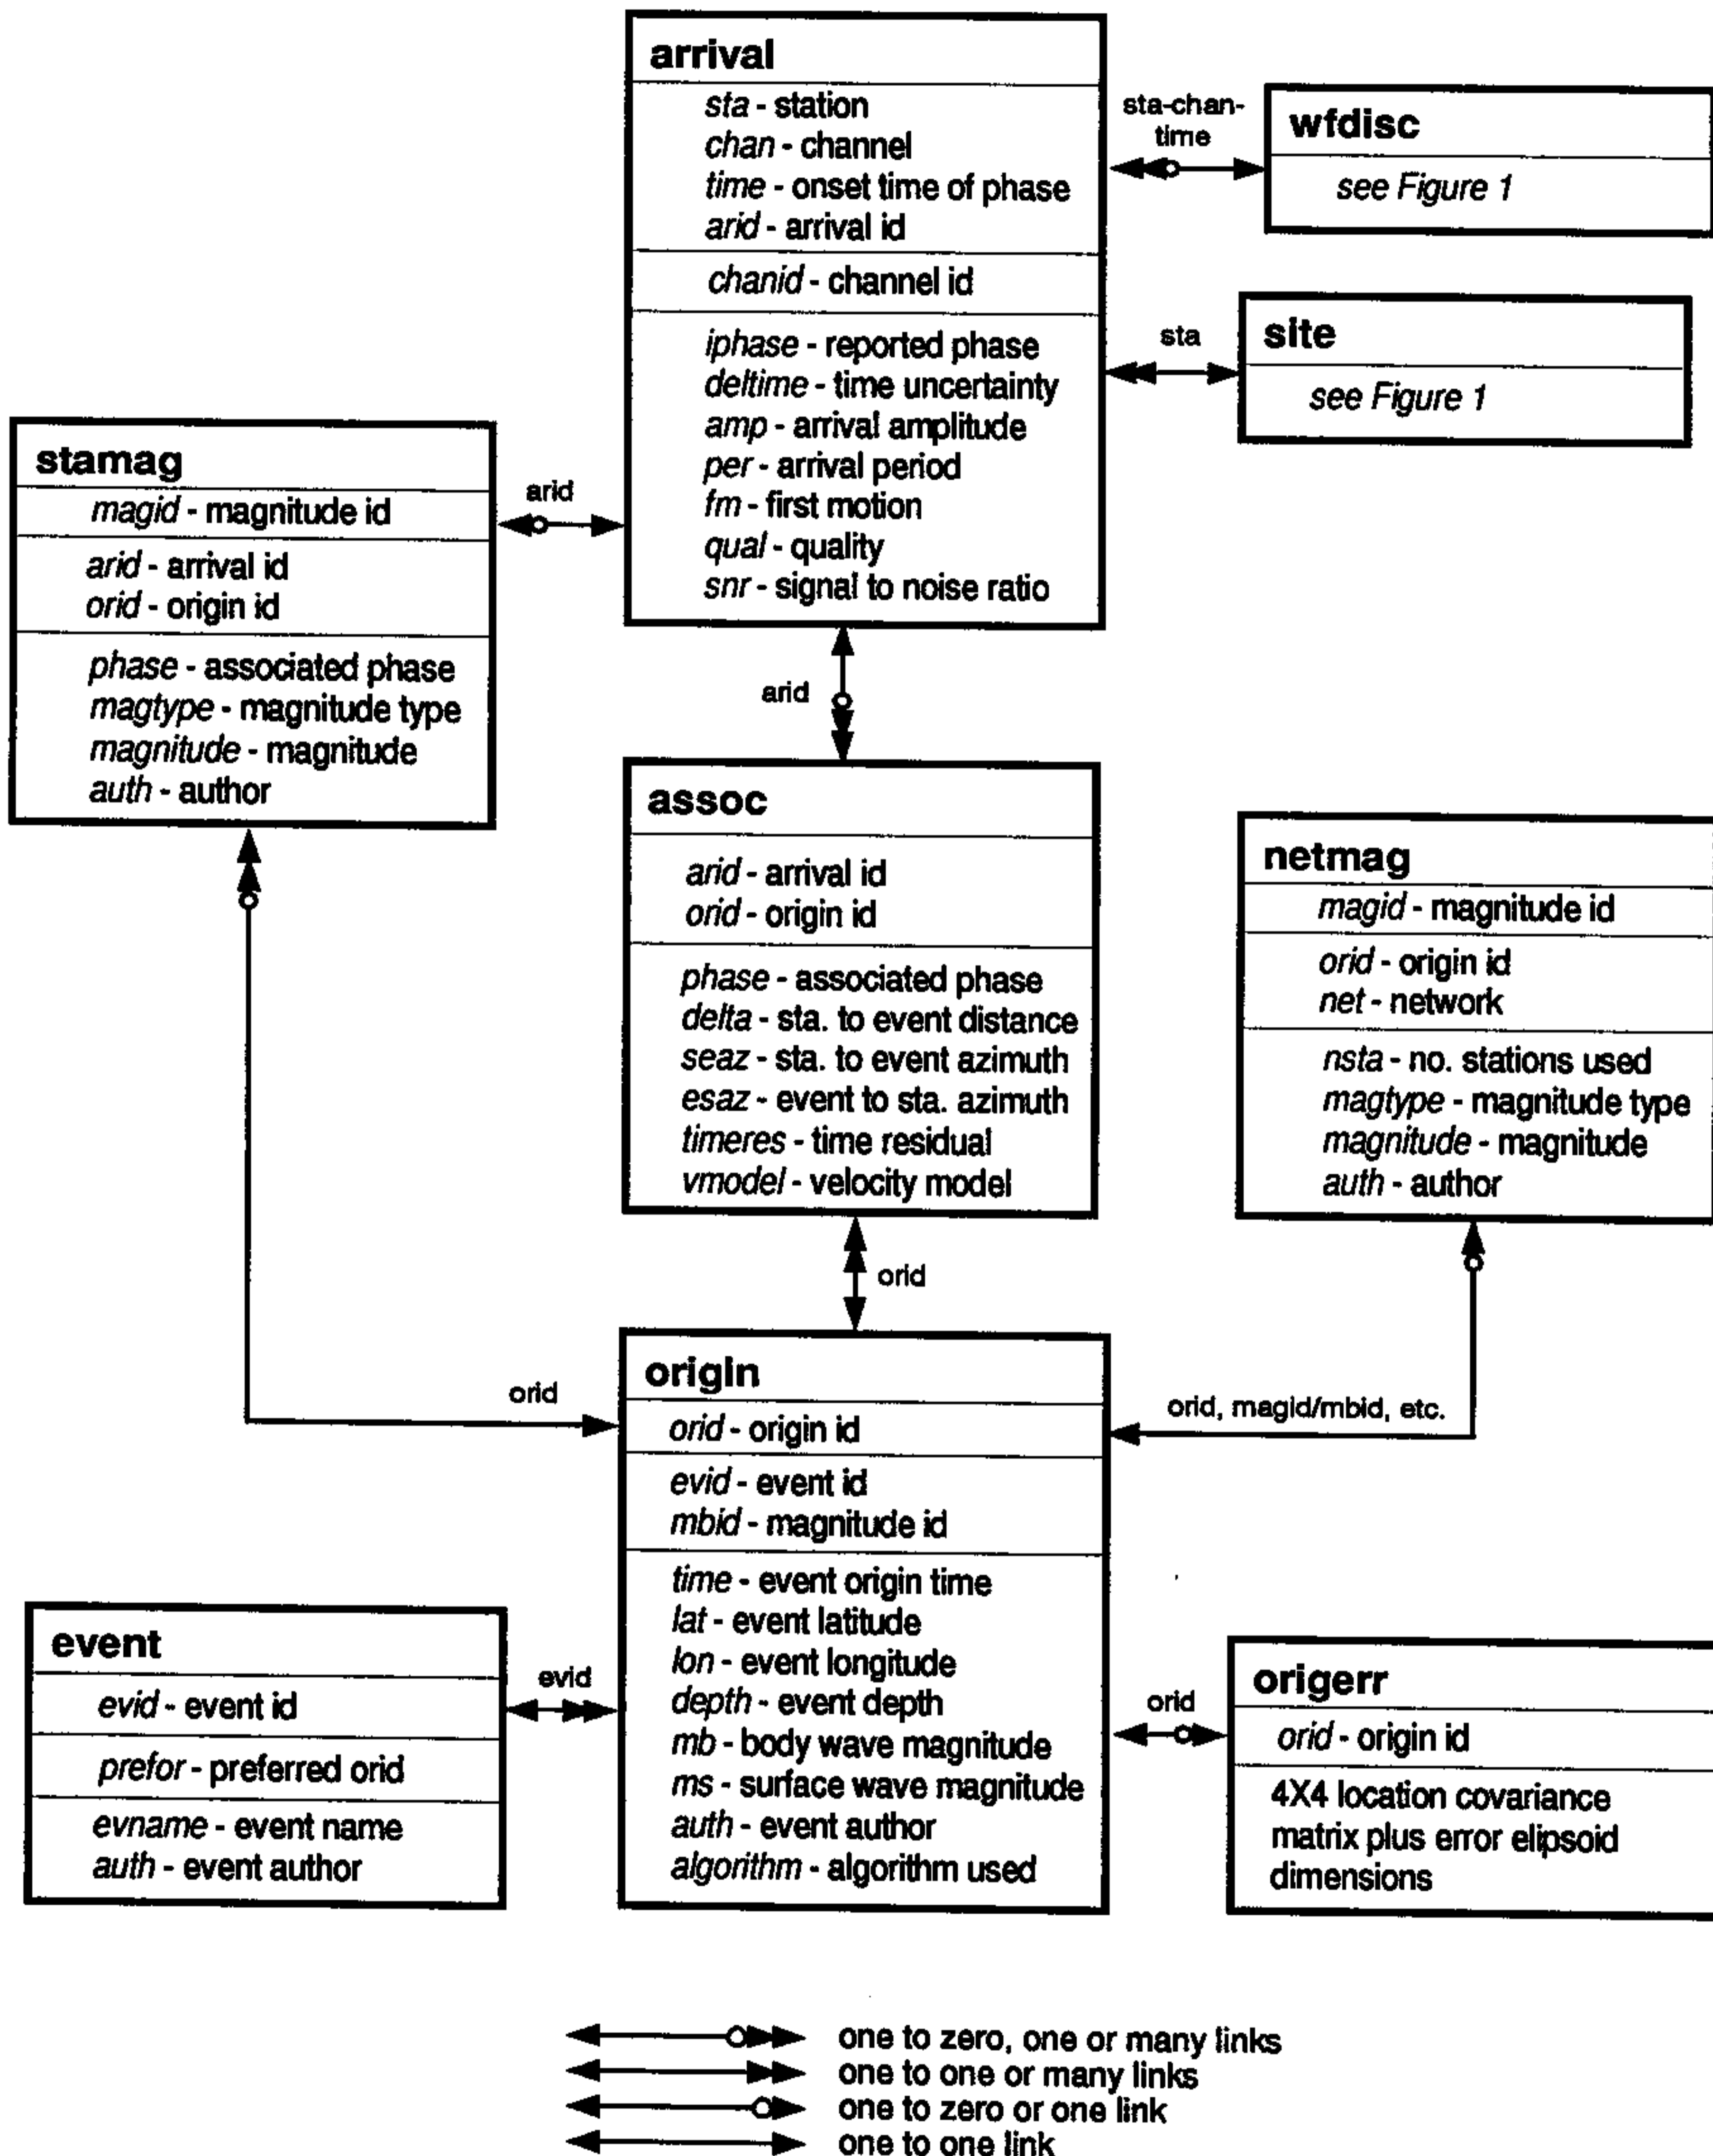 arrival
sta - station
chan - channel
time - onset time of phase
arid - arrival id
chanid - channel id
iphase - reported phase
deltime - time uncertainty
amp - arrival amplitude
per - arrival period
fm - first motion
qual - quality
snr - signal to noise ratio
sta-chan-
time
wfdisc
see Figure 1
sta
site
see Figure 1
stamag
magid - magnitude id
arid - arrival id
orid - origin id
phase - associated phase
magtype - magnitude type
magnitude - magnitude
auth - author
arid
arid
assoc
arid - arrival id
orid - origin id
phase - associated phase
delta - sta. to event distance
seaz - sta. to event azimuth
esaz - event to sta. azimuth
timeres - time residual
vmodel - velocity model
netmag
magid - magnitude id
orid - origin id
net - network
nsta - no. stations used
magtype - magnitude type
magnitude - magnitude
auth - author
orid
orid
orid, magid/mbid, etc.
origin
orid - origin id
evid - event id
mbid - magnitude id
time - event origin time
lat - event latitude
lon - event longitude
depth - event depth
mb - body wave magnitude
ms - surface wave magnitude
auth - event author
algorithm - algorithm used
event
evid - event id
prefor - preferred orid
evname - event name
auth - event author
evid
orid
origerr
orid - origin id
4X4 location covariance
matrix plus error elipsoid
dimensions
one to zero, one or many links
one to one or many links
one to zero or one link
one to one link